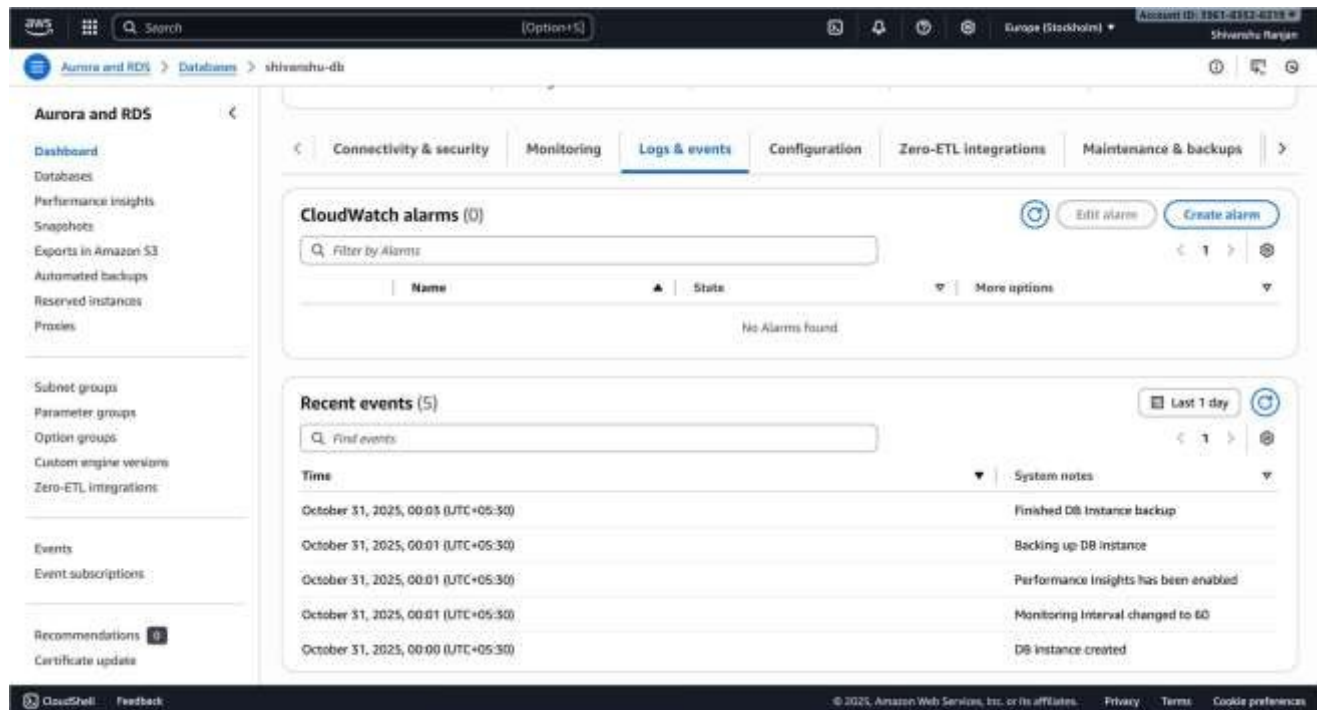 aws
Search [Option+S] Europe (Stockholm)
Shivanshu Ranjan
Aurora and RDS > Databases > shivanshu-db
Aurora and RDS
Dashboard
Databases
Performance insights
Snapshots
Exports in Amazon S3
Automated backups
Reserved instances
Proxies
Subnet groups
Parameter groups
Option groups
Custom engine versions
Zero-ETL integrations
Events
Event subscriptions
Recommendations 0
Certificate update
Connectivity & security Monitoring Logs & events Configuration Zero-ETL integrations Maintenance & backups
CloudWatch alarms (0) Edit alarm Create alarm
Filter by Alarms 1
Name State More options
No Alarms found
Recent events (5) Last 1 day
Find events 1
Time System notes
October 31, 2025, 00:03 (UTC+05:30) Finished DB Instance backup
October 31, 2025, 00:01 (UTC+05:30) Backing up DB instance
October 31, 2025, 00:01 (UTC+05:30) Performance Insights has been enabled
October 31, 2025, 00:01 (UTC+05:30) Monitoring Interval changed to 60
October 31, 2025, 00:00 (UTC+05:30) DB instance created
CloudShell Feedback © 2025, Amazon Web Services, Inc. or its affiliates. Privacy Terms Cookie preferences